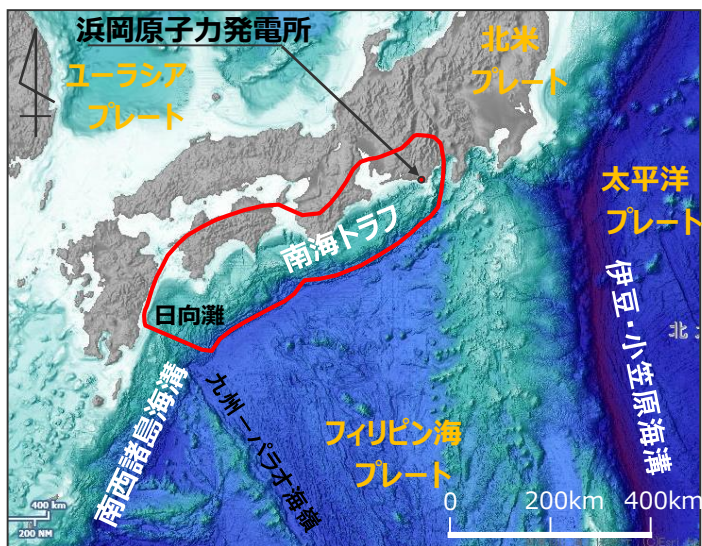 浜岡原子力発電所
北米
プレート
ユーラシア
プレート
太平洋
プレート
南海トラフ
日向灘
伊豆・小笠原海溝
南西諸島海溝
九州－パラオ海嶺
フィリピン海
プレート
400 km
200 NM
0 200km 400km